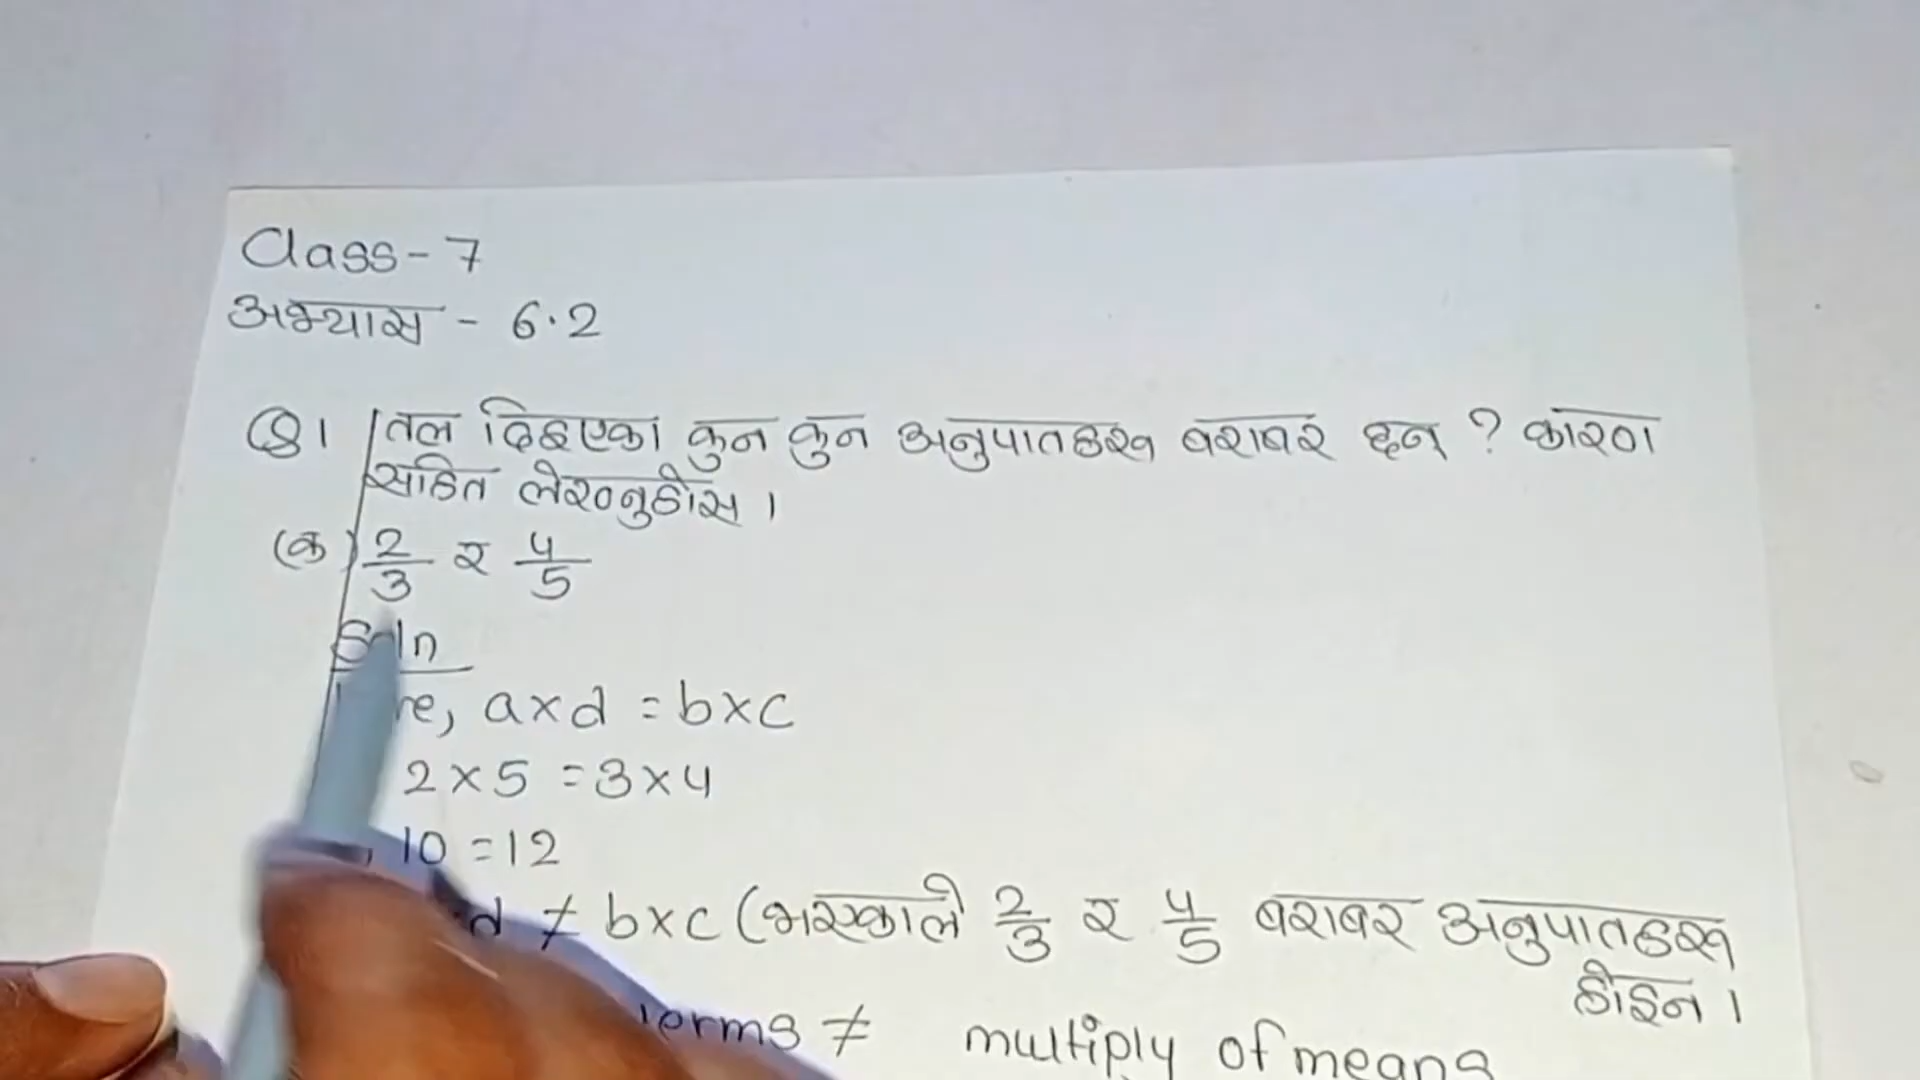 Class - 7
अभ्यास - 6.2
Q1 तल दिइएका कुन कुन अनुपातहरू बराबर छन् ? कारण
सहित लेख्नुहोस ।
(क) 2/3 र 4/5
Soln
a×d = b×c
2×5 = 3×4
10 = 12
≠ b×c (भएकाले 2/3 र 4/5 बराबर अनुपातहरू
होइन ।
terms ≠ multiply of means